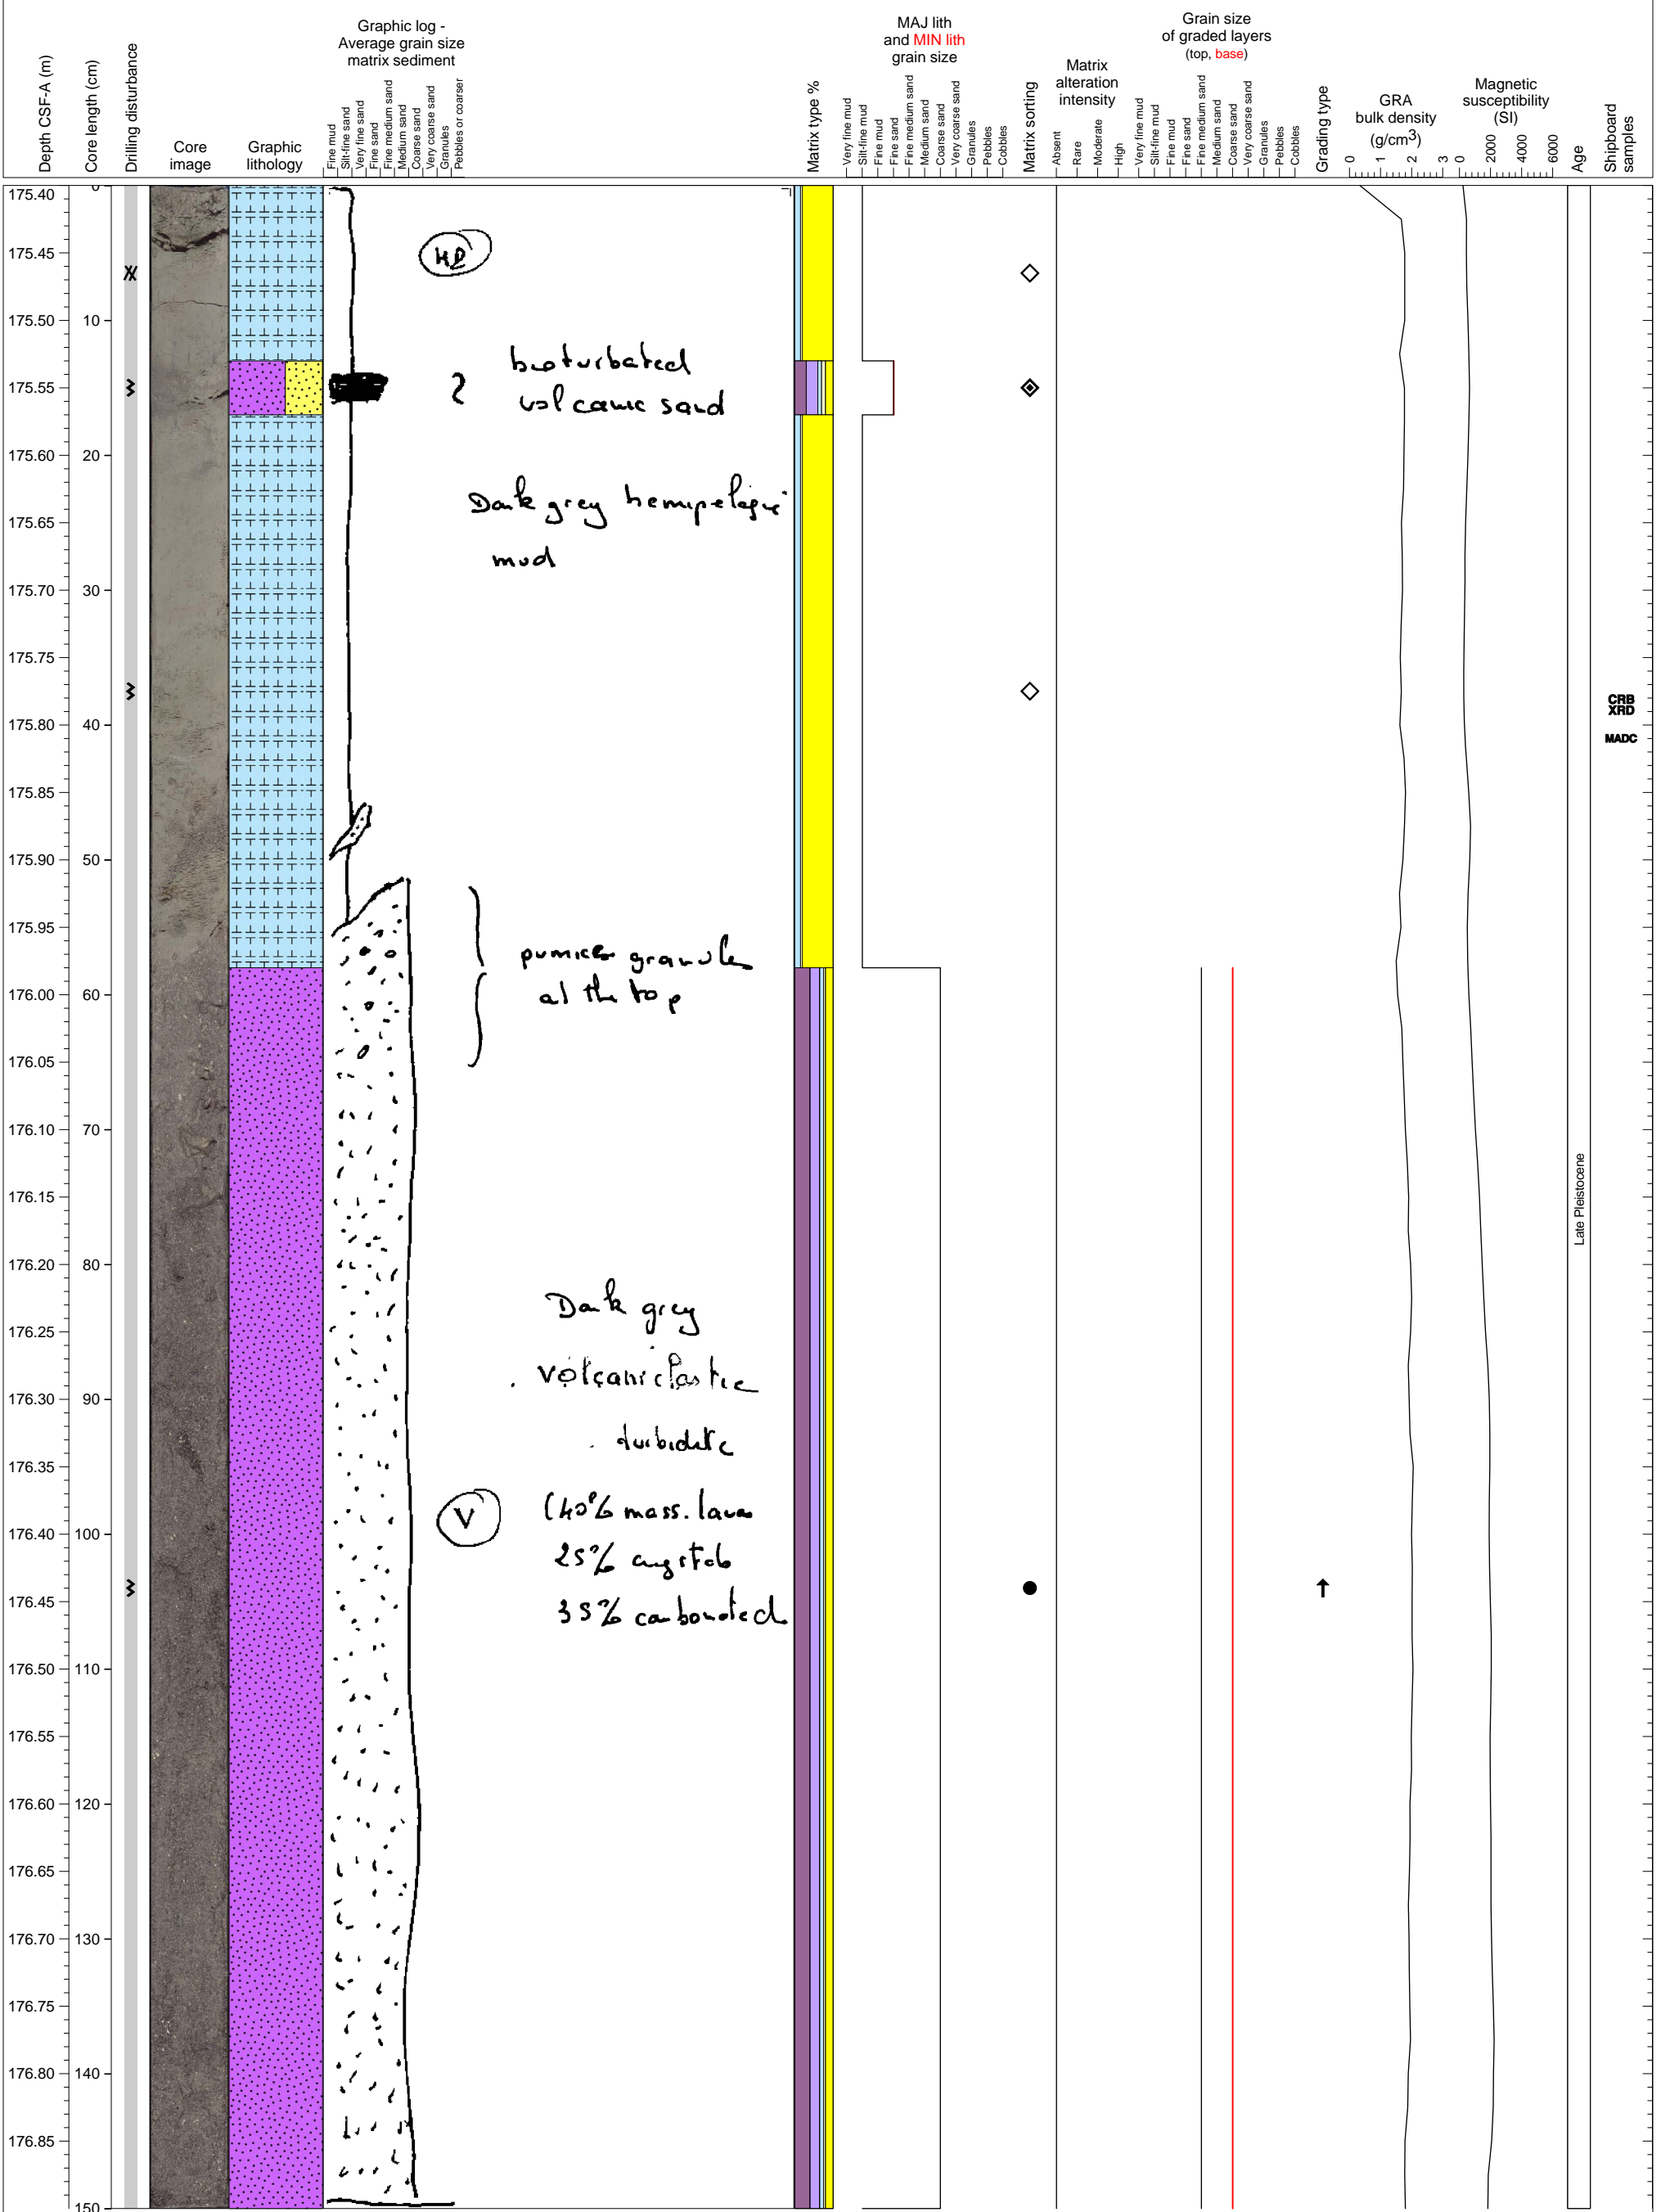 Depth CSF-A (m)
Core length (cm)
Drilling disturbance
Core
image
Graphic
lithology
Graphic log -
Average grain size
matrix sediment
Fine mud
Silt-fine sand
Very fine sand
Fine sand
Fine medium sand
Medium sand
Coarse sand
Very coarse sand
Granules
Pebbles or coarser
Matrix type %
MAJ lith
and MIN lith
grain size
Very fine mud
Silt-fine mud
Fine mud
Fine sand
Fine medium sand
Medium sand
Coarse sand
Very coarse sand
Granules
Pebbles
Cobbles
Matrix sorting
Matrix
alteration
intensity
Absent
Rare
Moderate
High
Grain size
of graded layers
(top, base)
Very fine mud
Silt-fine mud
Fine mud
Fine sand
Fine medium sand
Medium sand
Coarse sand
Very coarse sand
Granules
Pebbles
Cobbles
Grading type
GRA
bulk density
(g/cm3)
0 1 2 3
Magnetic
susceptibility
(SI)
0 2000 4000 6000
Age
Shipboard
samples
175.40
175.45
175.50
175.55
175.60
175.65
175.70
175.75
175.80
175.85
175.90
175.95
176.00
176.05
176.10
176.15
176.20
176.25
176.30
176.35
176.40
176.45
176.50
176.55
176.60
176.65
176.70
176.75
176.80
176.85
0
10
20
30
40
50
60
70
80
90
100
110
120
130
140
150
bioturbated
volcanic sand
Dark grey hemipelagic
mud
pumice granule
at the top
Dark grey
volcaniclastic
turbidite
V
(40% mass. lava
25% crystals
35% carbonated
CRB
XRD
MADC
Late Pleistocene